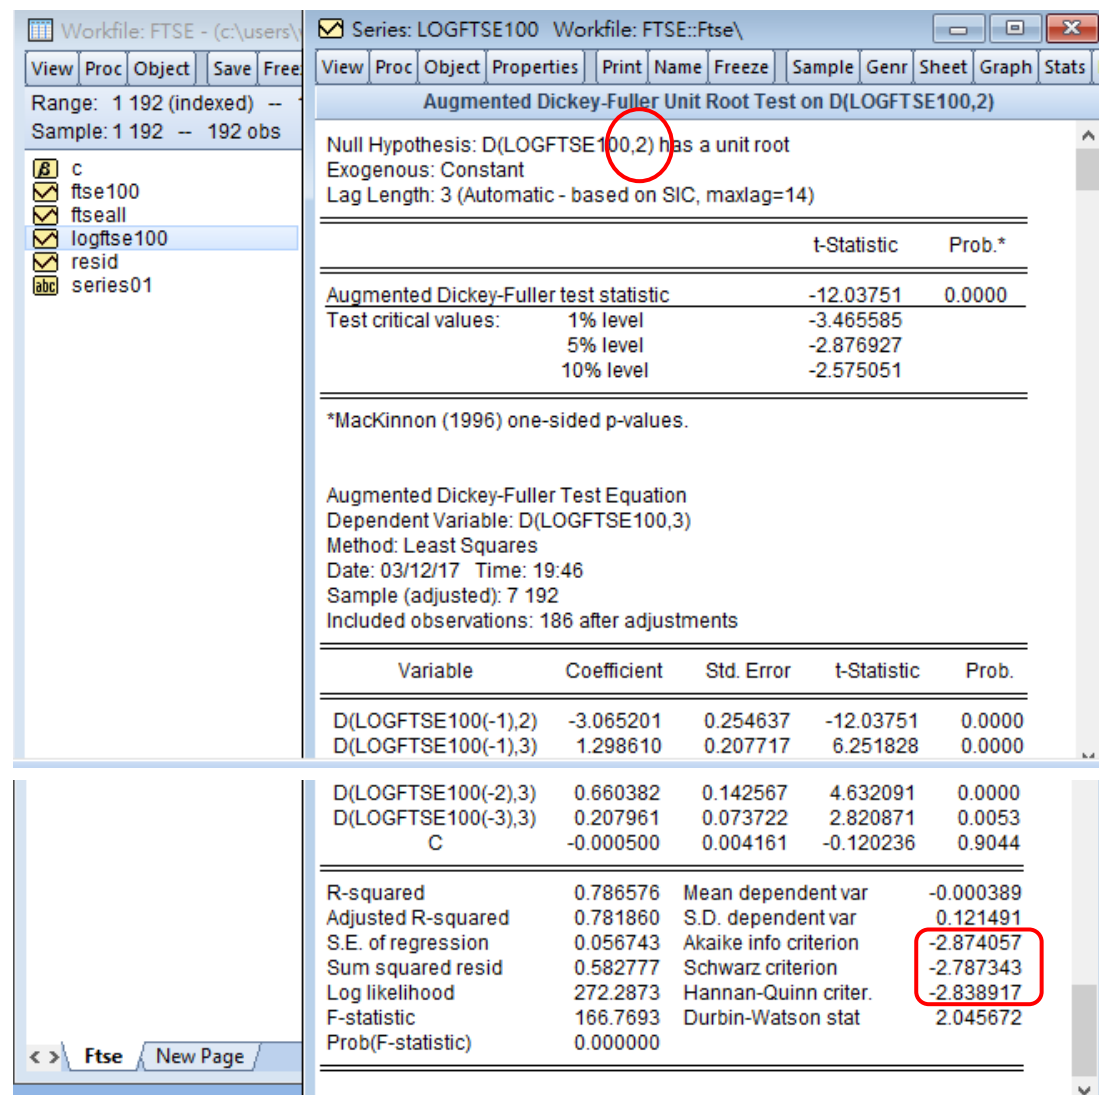 Workfile: FTSE - (c:\users\
View Proc Object Save Free
Range: 1 192 (indexed) --
Sample: 1 192 -- 192 obs
β c
ftse100
ftseall
logftse100
resid
abc series01
Series: LOGFTSE100 Workfile: FTSE::Ftse\
View Proc Object Properties Print Name Freeze Sample Genr Sheet Graph Stats
Augmented Dickey-Fuller Unit Root Test on D(LOGFTSE100,2)
Null Hypothesis: D(LOGFTSE100,2) has a unit root
Exogenous: Constant
Lag Length: 3 (Automatic - based on SIC, maxlag=14)
t-Statistic Prob.*
Augmented Dickey-Fuller test statistic -12.03751 0.0000
Test critical values: 1% level -3.465585
5% level -2.876927
10% level -2.575051
*MacKinnon (1996) one-sided p-values.
Augmented Dickey-Fuller Test Equation
Dependent Variable: D(LOGFTSE100,3)
Method: Least Squares
Date: 03/12/17 Time: 19:46
Sample (adjusted): 7 192
Included observations: 186 after adjustments
Variable Coefficient Std. Error t-Statistic Prob.
D(LOGFTSE100(-1),2) -3.065201 0.254637 -12.03751 0.0000
D(LOGFTSE100(-1),3) 1.298610 0.207717 6.251828 0.0000
D(LOGFTSE100(-2),3) 0.660382 0.142567 4.632091 0.0000
D(LOGFTSE100(-3),3) 0.207961 0.073722 2.820871 0.0053
C -0.000500 0.004161 -0.120236 0.9044
R-squared 0.786576 Mean dependent var -0.000389
Adjusted R-squared 0.781860 S.D. dependent var 0.121491
S.E. of regression 0.056743 Akaike info criterion -2.874057
Sum squared resid 0.582777 Schwarz criterion -2.787343
Log likelihood 272.2873 Hannan-Quinn criter. -2.838917
F-statistic 166.7693 Durbin-Watson stat 2.045672
Prob(F-statistic) 0.000000
< > Ftse New Page